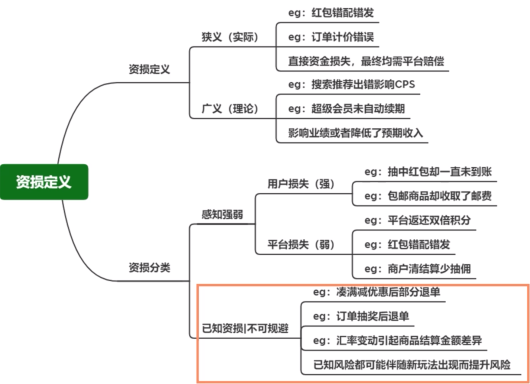 资损定义
资损定义
狭义（实际）
eg：红包错配错发
eg：订单计价错误
直接资金损失，最终均需平台赔偿
广义（理论）
eg：搜索推荐出错影响CPS
eg：超级会员未自动续期
影响业绩或者降低了预期收入
资损分类
感知强弱
用户损失（强）
eg：抽中红包却一直未到账
eg：包邮商品却收取了邮费
平台损失（弱）
eg：平台返还双倍积分
eg：红包错配错发
eg：商户清结算少抽佣
已知资损|不可规避
eg：凑满减优惠后部分退单
eg：订单抽奖后退单
eg：汇率变动引起商品结算金额差异
已知风险都可能伴随新玩法出现而提升风险